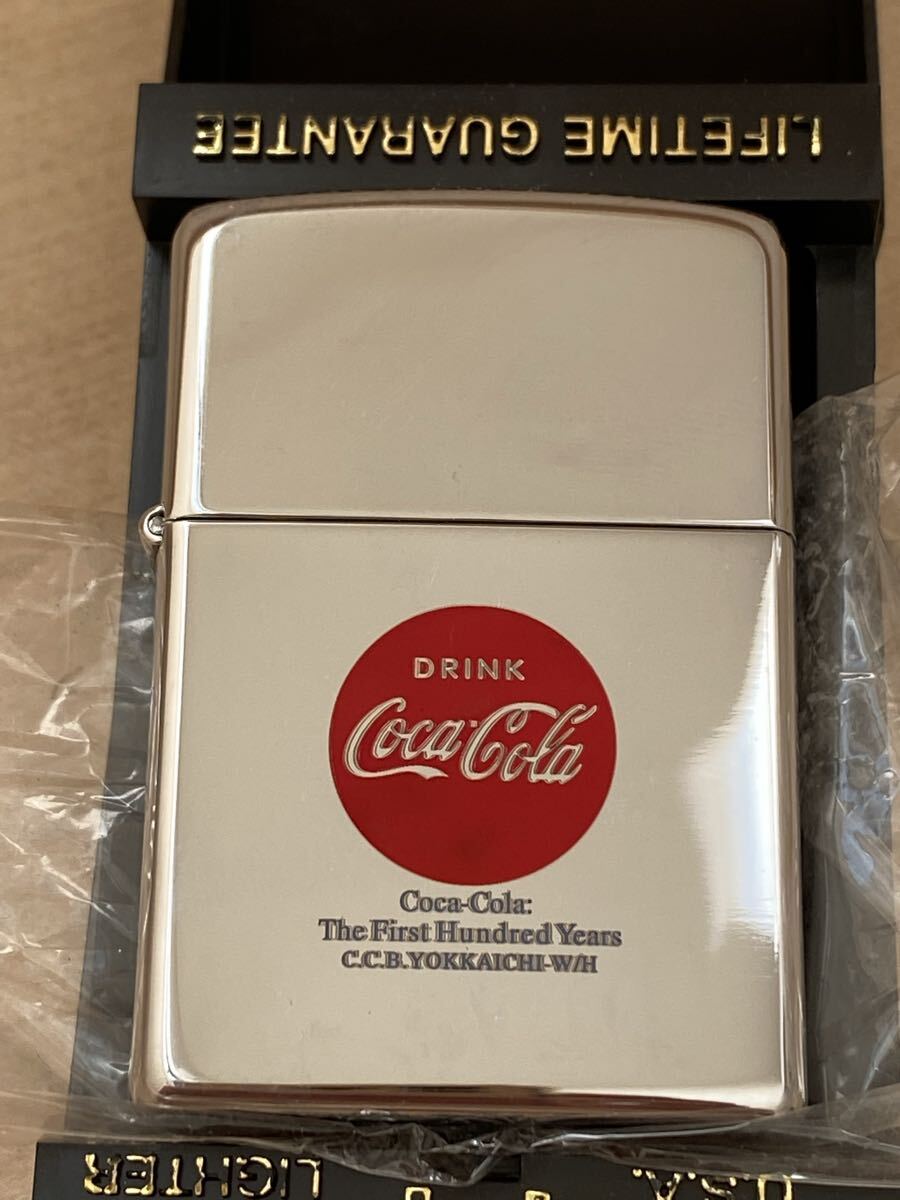 LIFETIME GUARANTEE
DRINK
Coca-Cola
Coca-Cola:
The First Hundred Years
C.C.B.YOKKAICHI-W/H
LIGHTER
U.S.A.